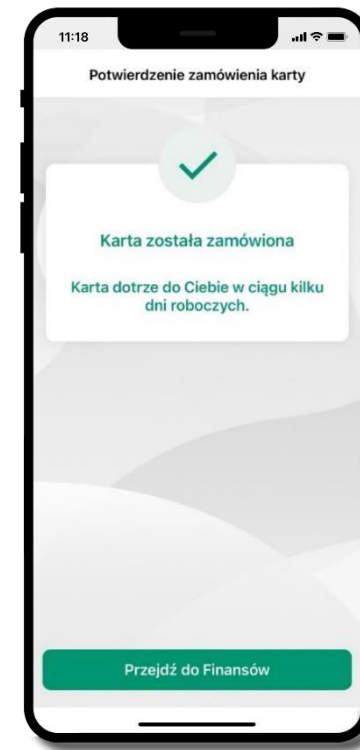 11:18
Potwierdzenie zamówienia karty
Karta została zamówiona
Karta dotrze do Ciebie w ciągu kilku
dni roboczych.
Przejdź do Finansów